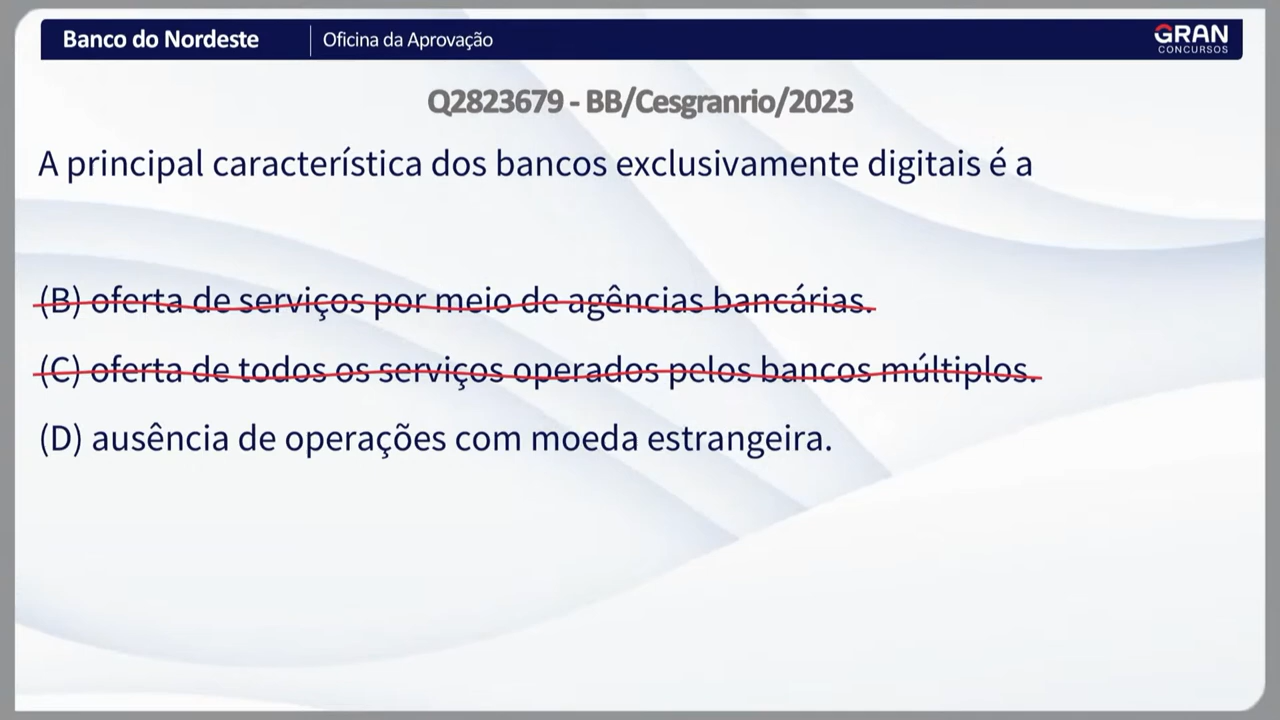 Banco do Nordeste
Oficina da Aprovação
GRAN
CONCURSOS
Q2823679 - BB/Cesgranrio/2023
A principal característica dos bancos exclusivamente digitais é a
(B) oferta de serviços por meio de agências bancárias.
(C) oferta de todos os serviços operados pelos bancos múltiplos.
(D) ausência de operações com moeda estrangeira.